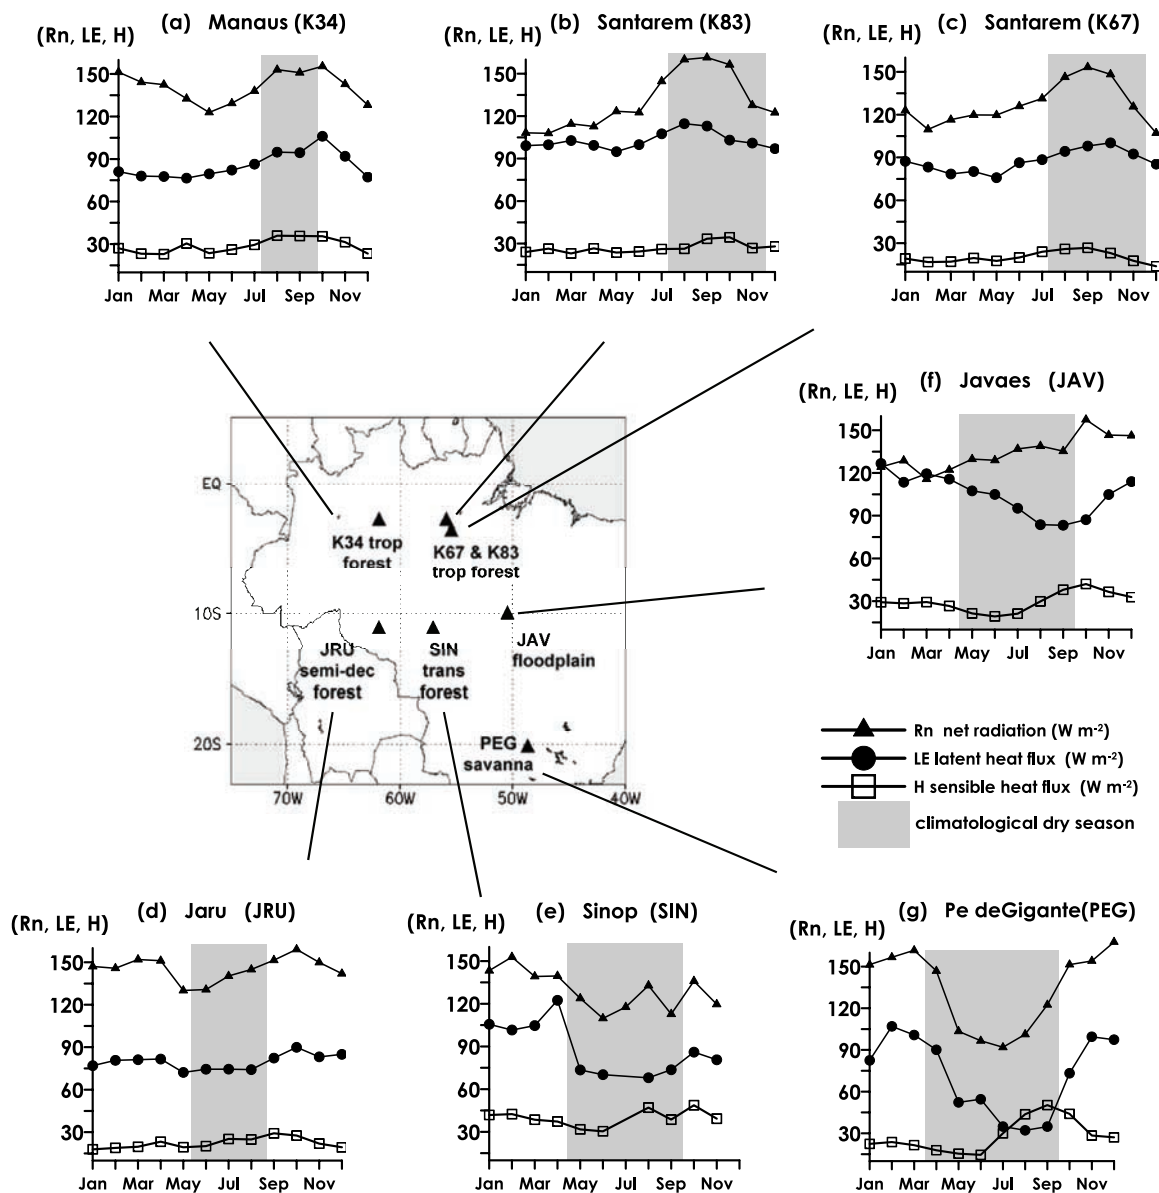 (a) Manaus (K34)
(Rn, LE, H)
150
120
90
60
30
Jan Mar May Jul Sep Nov
(b) Santarem (K83)
(Rn, LE, H)
150
120
90
60
30
Jan Mar May Jul Sep Nov
(c) Santarem (K67)
(Rn, LE, H)
150
120
90
60
30
Jan Mar May Jul Sep Nov
(f) Javaes (JAV)
(Rn, LE, H)
150
120
90
60
30
Jan Mar May Jul Sep Nov
EQ
10S
20S
70W 60W 50W 40W
K34 trop
forest
K67 & K83
trop forest
JRU
semi-dec
forest
SIN
trans
forest
JAV
floodplain
PEG
savanna
Rn net radiation (W m-2)
LE latent heat flux (W m-2)
H sensible heat flux (W m-2)
climatological dry season
(d) Jaru (JRU)
(Rn, LE, H)
150
120
90
60
30
Jan Mar May Jul Sep Nov
(e) Sinop (SIN)
(Rn, LE, H)
150
120
90
60
30
Jan Mar May Jul Sep Nov
(g) Pe deGigante(PEG)
(Rn, LE, H)
150
120
90
60
30
Jan Mar May Jul Sep Nov